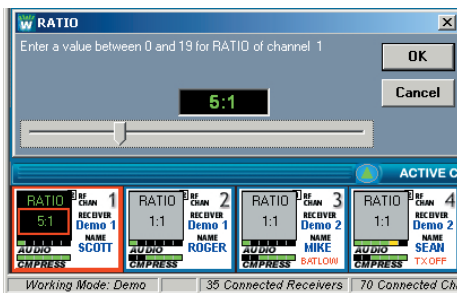 W RATIO
Enter a value between 0 and 19 for RATIO of channel 1
OK
5:1
Cancel
ACTIVE C
RATIO RF CHAN 1
5:1 RECEIVER Demo 1
NAME SCOTT
AUDIO
CMPRESS
RATIO RF CHAN 2
1:1 RECEIVER Demo 1
NAME ROGER
AUDIO
CMPRESS
RATIO RF CHAN 3
1:1 RECEIVER Demo 2
NAME MIKE
AUDIO BATLOW
CMPRESS
RATIO RF CHAN 4
1:1 RECEIVER Demo 2
NAME SEAN
AUDIO TX OFF
CMPRESS
Working Mode: Demo
35 Connected Receivers
70 Connected Ch